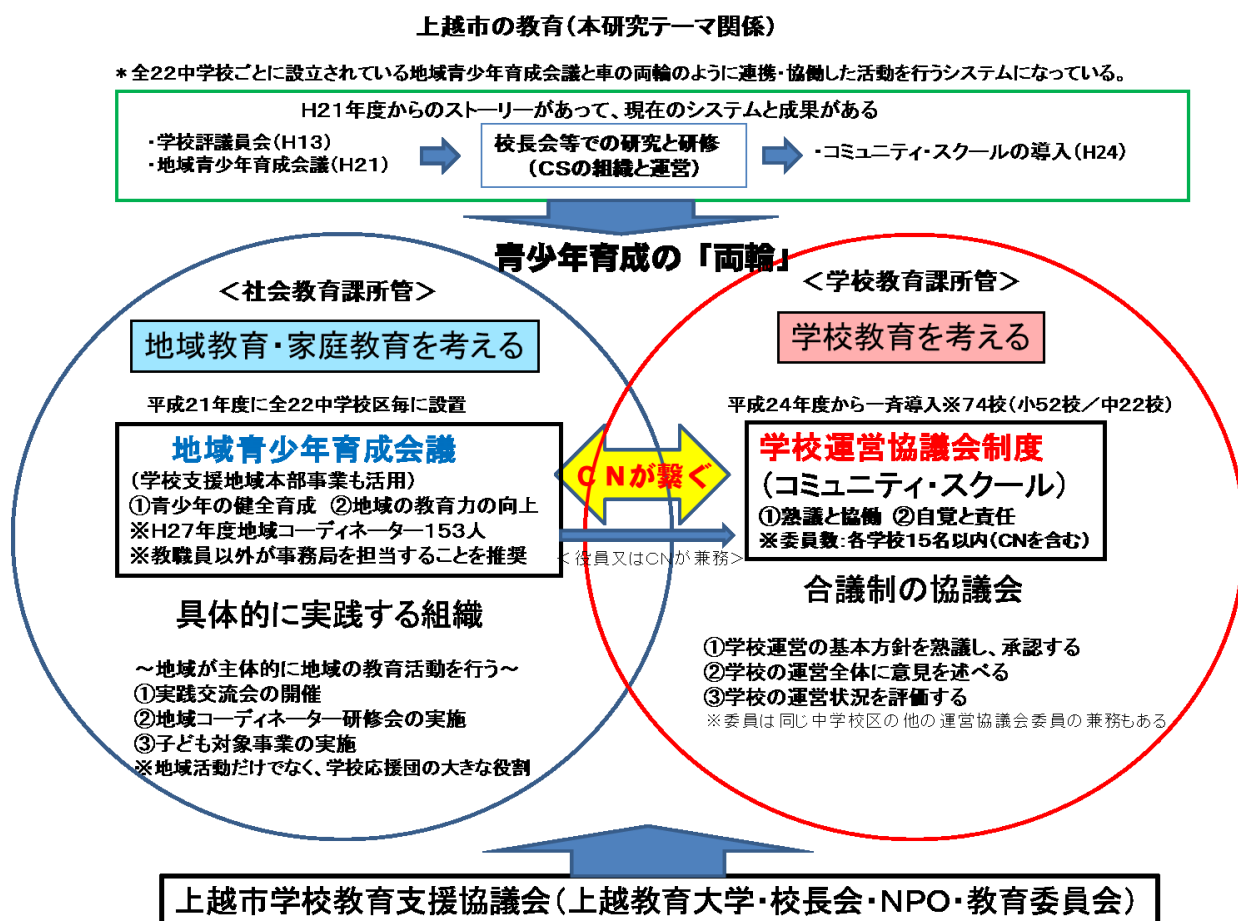 上越市の教育(本研究テーマ関係)
*全22中学校ごとに設立されている地域青少年育成会議と車の両輪のように連携・協働した活動を行うシステムになっている。
H21年度からのストーリーがあって、現在のシステムと成果がある
・学校評議員会(H13)
・地域青少年育成会議(H21)
校長会等での研究と研修
(CSの組織と運営)
・コミュニティ・スクールの導入(H24)
青少年育成の「両輪」
<社会教育課所管>
地域教育・家庭教育を考える
平成21年度に全22中学校区毎に設置
地域青少年育成会議
(学校支援地域本部事業も活用)
①青少年の健全育成 ②地域の教育力の向上
※H27年度地域コーディネーター153人
※教職員以外が事務局を担当することを推奨
具体的に実践する組織
~地域が主体的に地域の教育活動を行う~
①実践交流会の開催
②地域コーディネーター研修会の実施
③子ども対象事業の実施
※地域活動だけでなく、学校応援団の大きな役割
CNが繋ぐ
<役員又はCNが兼務>
<学校教育課所管>
学校教育を考える
平成24年度から一斉導入※74校(小52校/中22校)
学校運営協議会制度
(コミュニティ・スクール)
①熟議と協働 ②自覚と責任
※委員数:各学校15名以内(CNを含む)
合議制の協議会
①学校運営の基本方針を熟議し、承認する
②学校の運営全体に意見を述べる
③学校の運営状況を評価する
※委員は同じ中学校区の他の運営協議会委員の兼務もある
上越市学校教育支援協議会(上越教育大学・校長会・NPO・教育委員会)